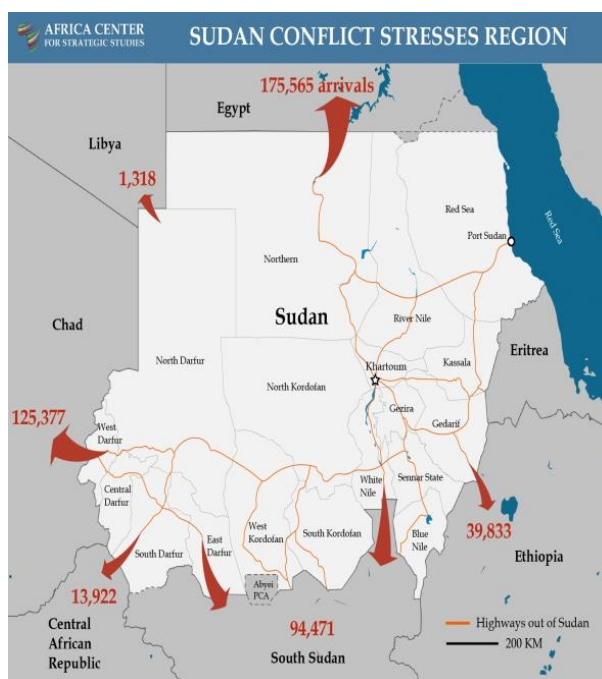 AFRICA CENTER
FOR STRATEGIC STUDIES
SUDAN CONFLICT STRESSES REGION
175,565 arrivals
Egypt
Libya
1,318
Red Sea
Red Sea
Port Sudan
Northern
Sudan
River Nile
Chad
Eritrea
North Darfur
Khartoum
Kassala
North Kordofan
Gezira
Gedarif
125,377
West
Darfur
White
Nile
Sennar State
Central
Darfur
39,833
West
Kordofan
South Kordofan
East
Darfur
South Darfur
Blue
Nile
Ethiopia
Abyei
PCA
13,922
Central
African
Republic
94,471
South Sudan
Highways out of Sudan
200 KM